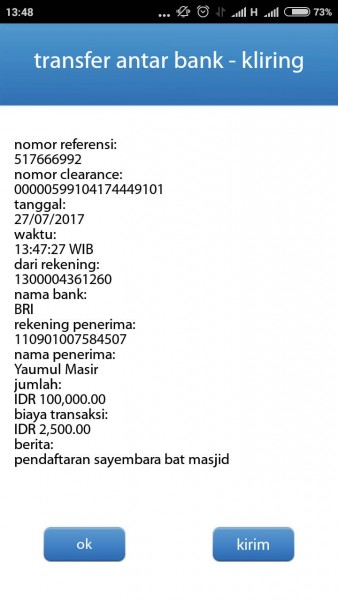 13:48
... H 73%
transfer antar bank - kliring
nomor referensi:
517666992
nomor clearance:
00000599104174449101
tanggal:
27/07/2017
waktu:
13:47:27 WIB
dari rekening:
1300004361260
nama bank:
BRI
rekening penerima:
110901007584507
nama penerima:
Yaumul Masir
jumlah:
IDR 100,000.00
biaya transaksi:
IDR 2,500.00
berita:
pendaftaran sayembara bat masjid
ok
kirim